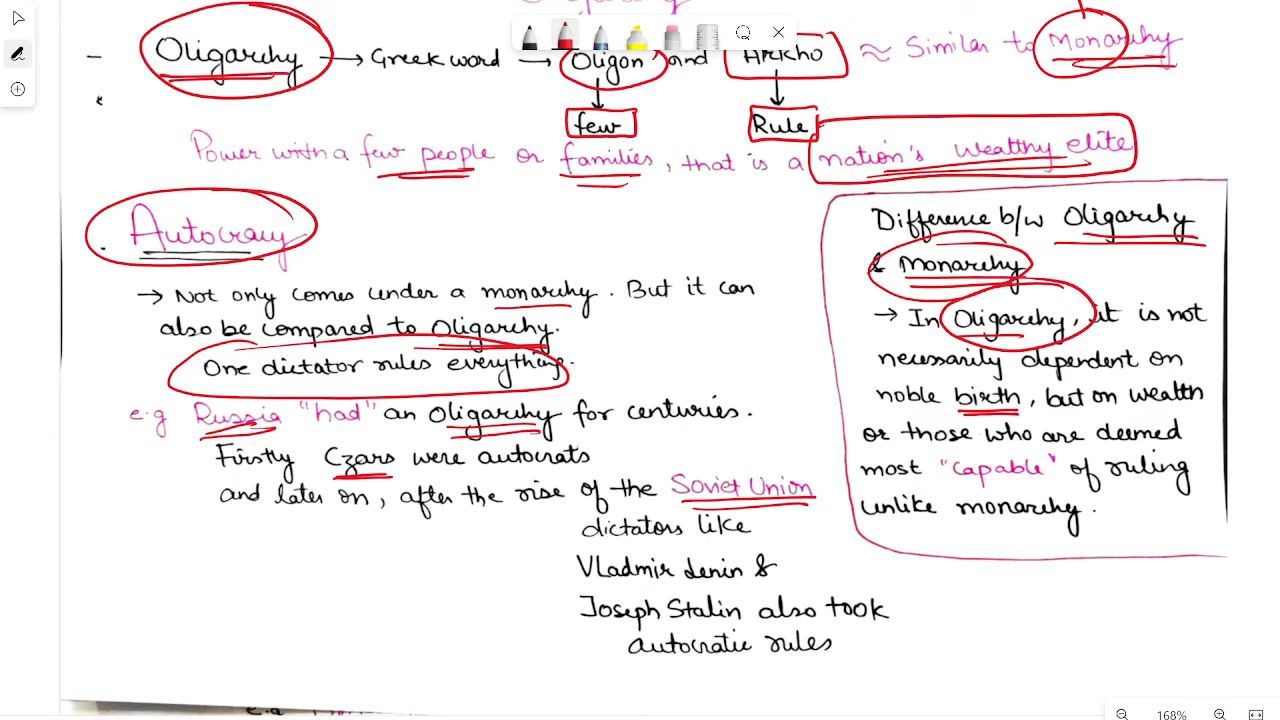 - Oligarchy → Greek word → Oligon and Arkho ≈ Similar to Monarchy
few Rule
Power with a few people or families, that is a nation's wealthy elite
Autocracy
→ Not only comes under a monarchy. But it can
also be compared to Oligarchy.
One dictator rules everything.
e.g Russia "had" an Oligarchy for centuries.
Firstly Czars were autocrats
and later on, after the rise of the Soviet Union
dictators like
Vladmir Lenin &
Joseph Stalin also took
autocratic rules
Difference b/w Oligarchy
& Monarchy
→ In Oligarchy, it is not
necessarily dependent on
noble birth, but on wealth
or those who are deemed
most "capable" of ruling
unlike monarchy.
e.g
168%